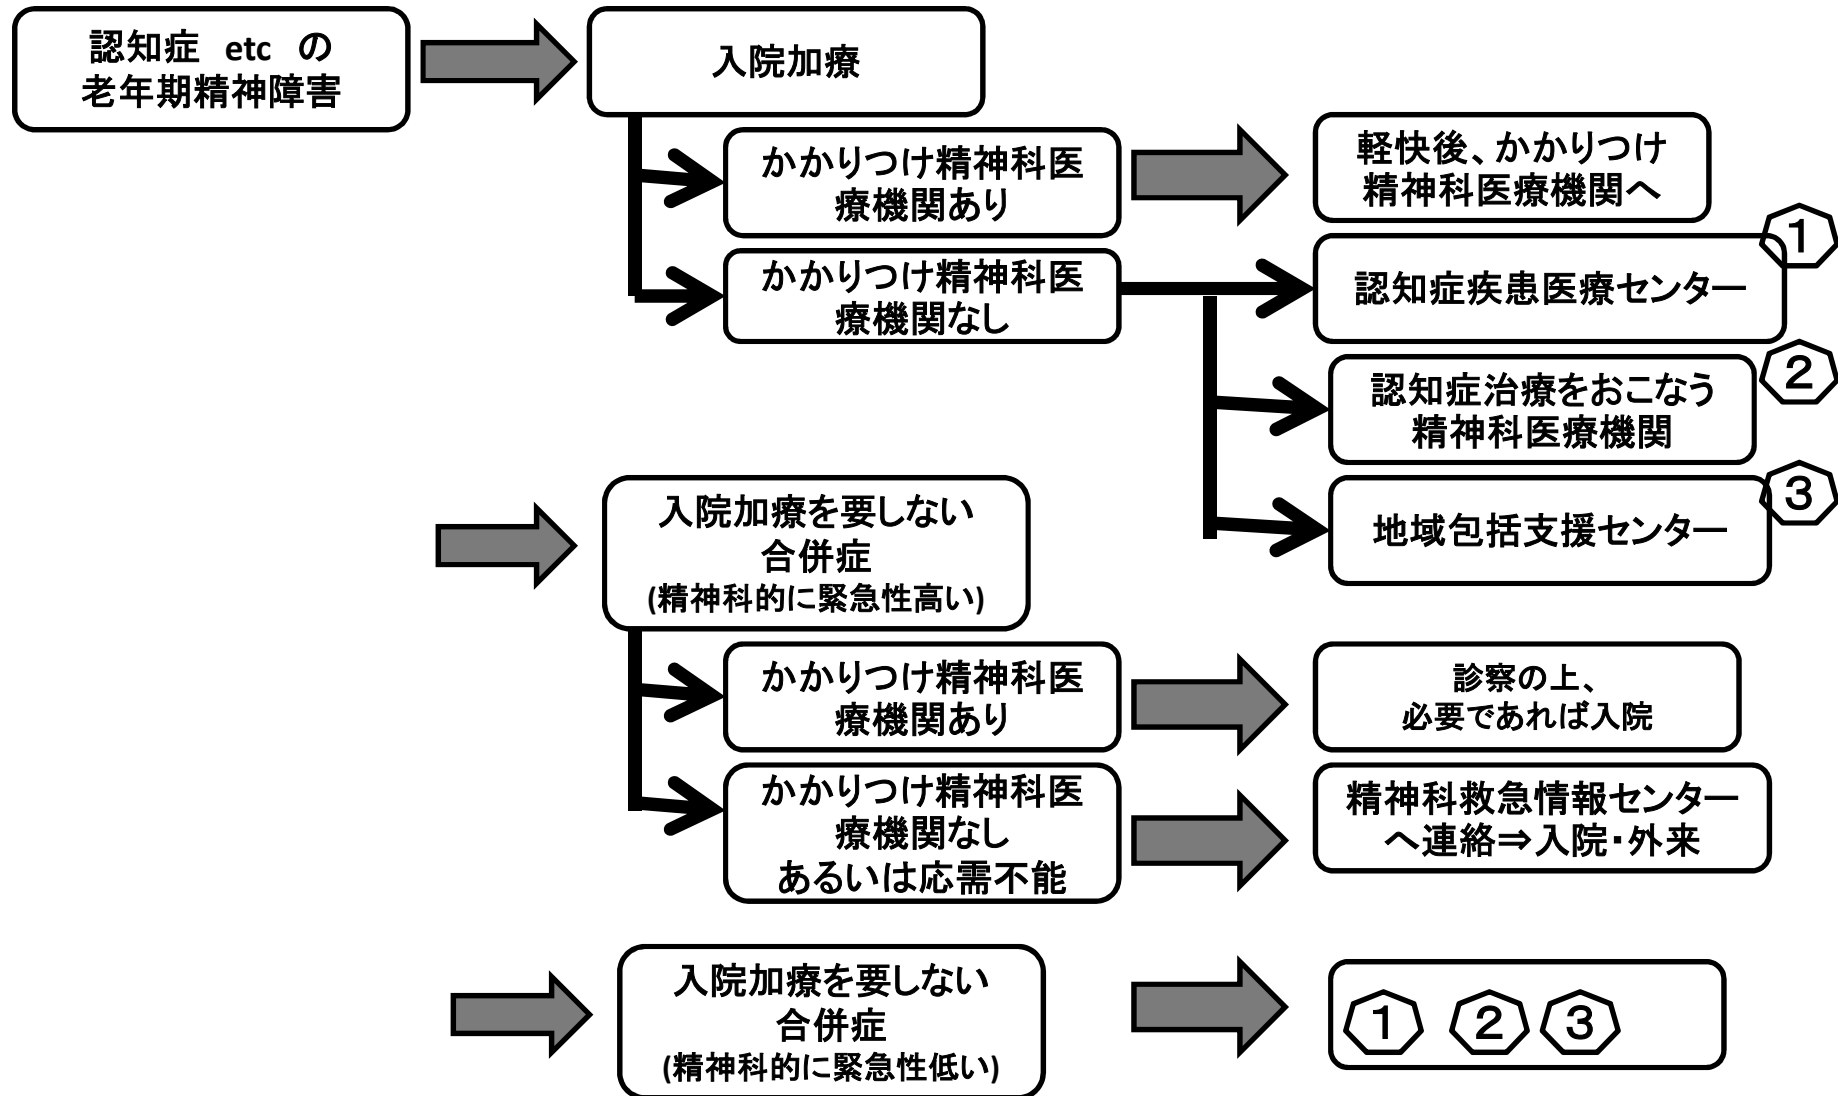 認知症 etc の
老年期精神障害
入院加療
かかりつけ精神科医
療機関あり
軽快後、かかりつけ
精神科医療機関へ
かかりつけ精神科医
療機関なし
1
認知症疾患医療センター
2
認知症治療をおこなう
精神科医療機関
3
地域包括支援センター
入院加療を要しない
合併症
(精神科的に緊急性高い)
かかりつけ精神科医
療機関あり
診察の上、
必要であれば入院
かかりつけ精神科医
療機関なし
あるいは応需不能
精神科救急情報センター
へ連絡⇒入院・外来
入院加療を要しない
合併症
(精神科的に緊急性低い)
1 2 3